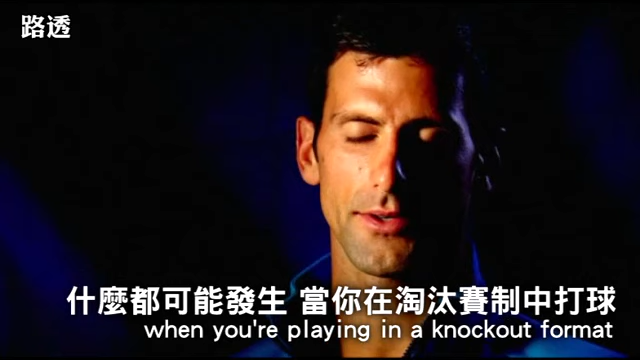 路透
什麼都可能發生 當你在淘汰賽制中打球
when you're playing in a knockout format